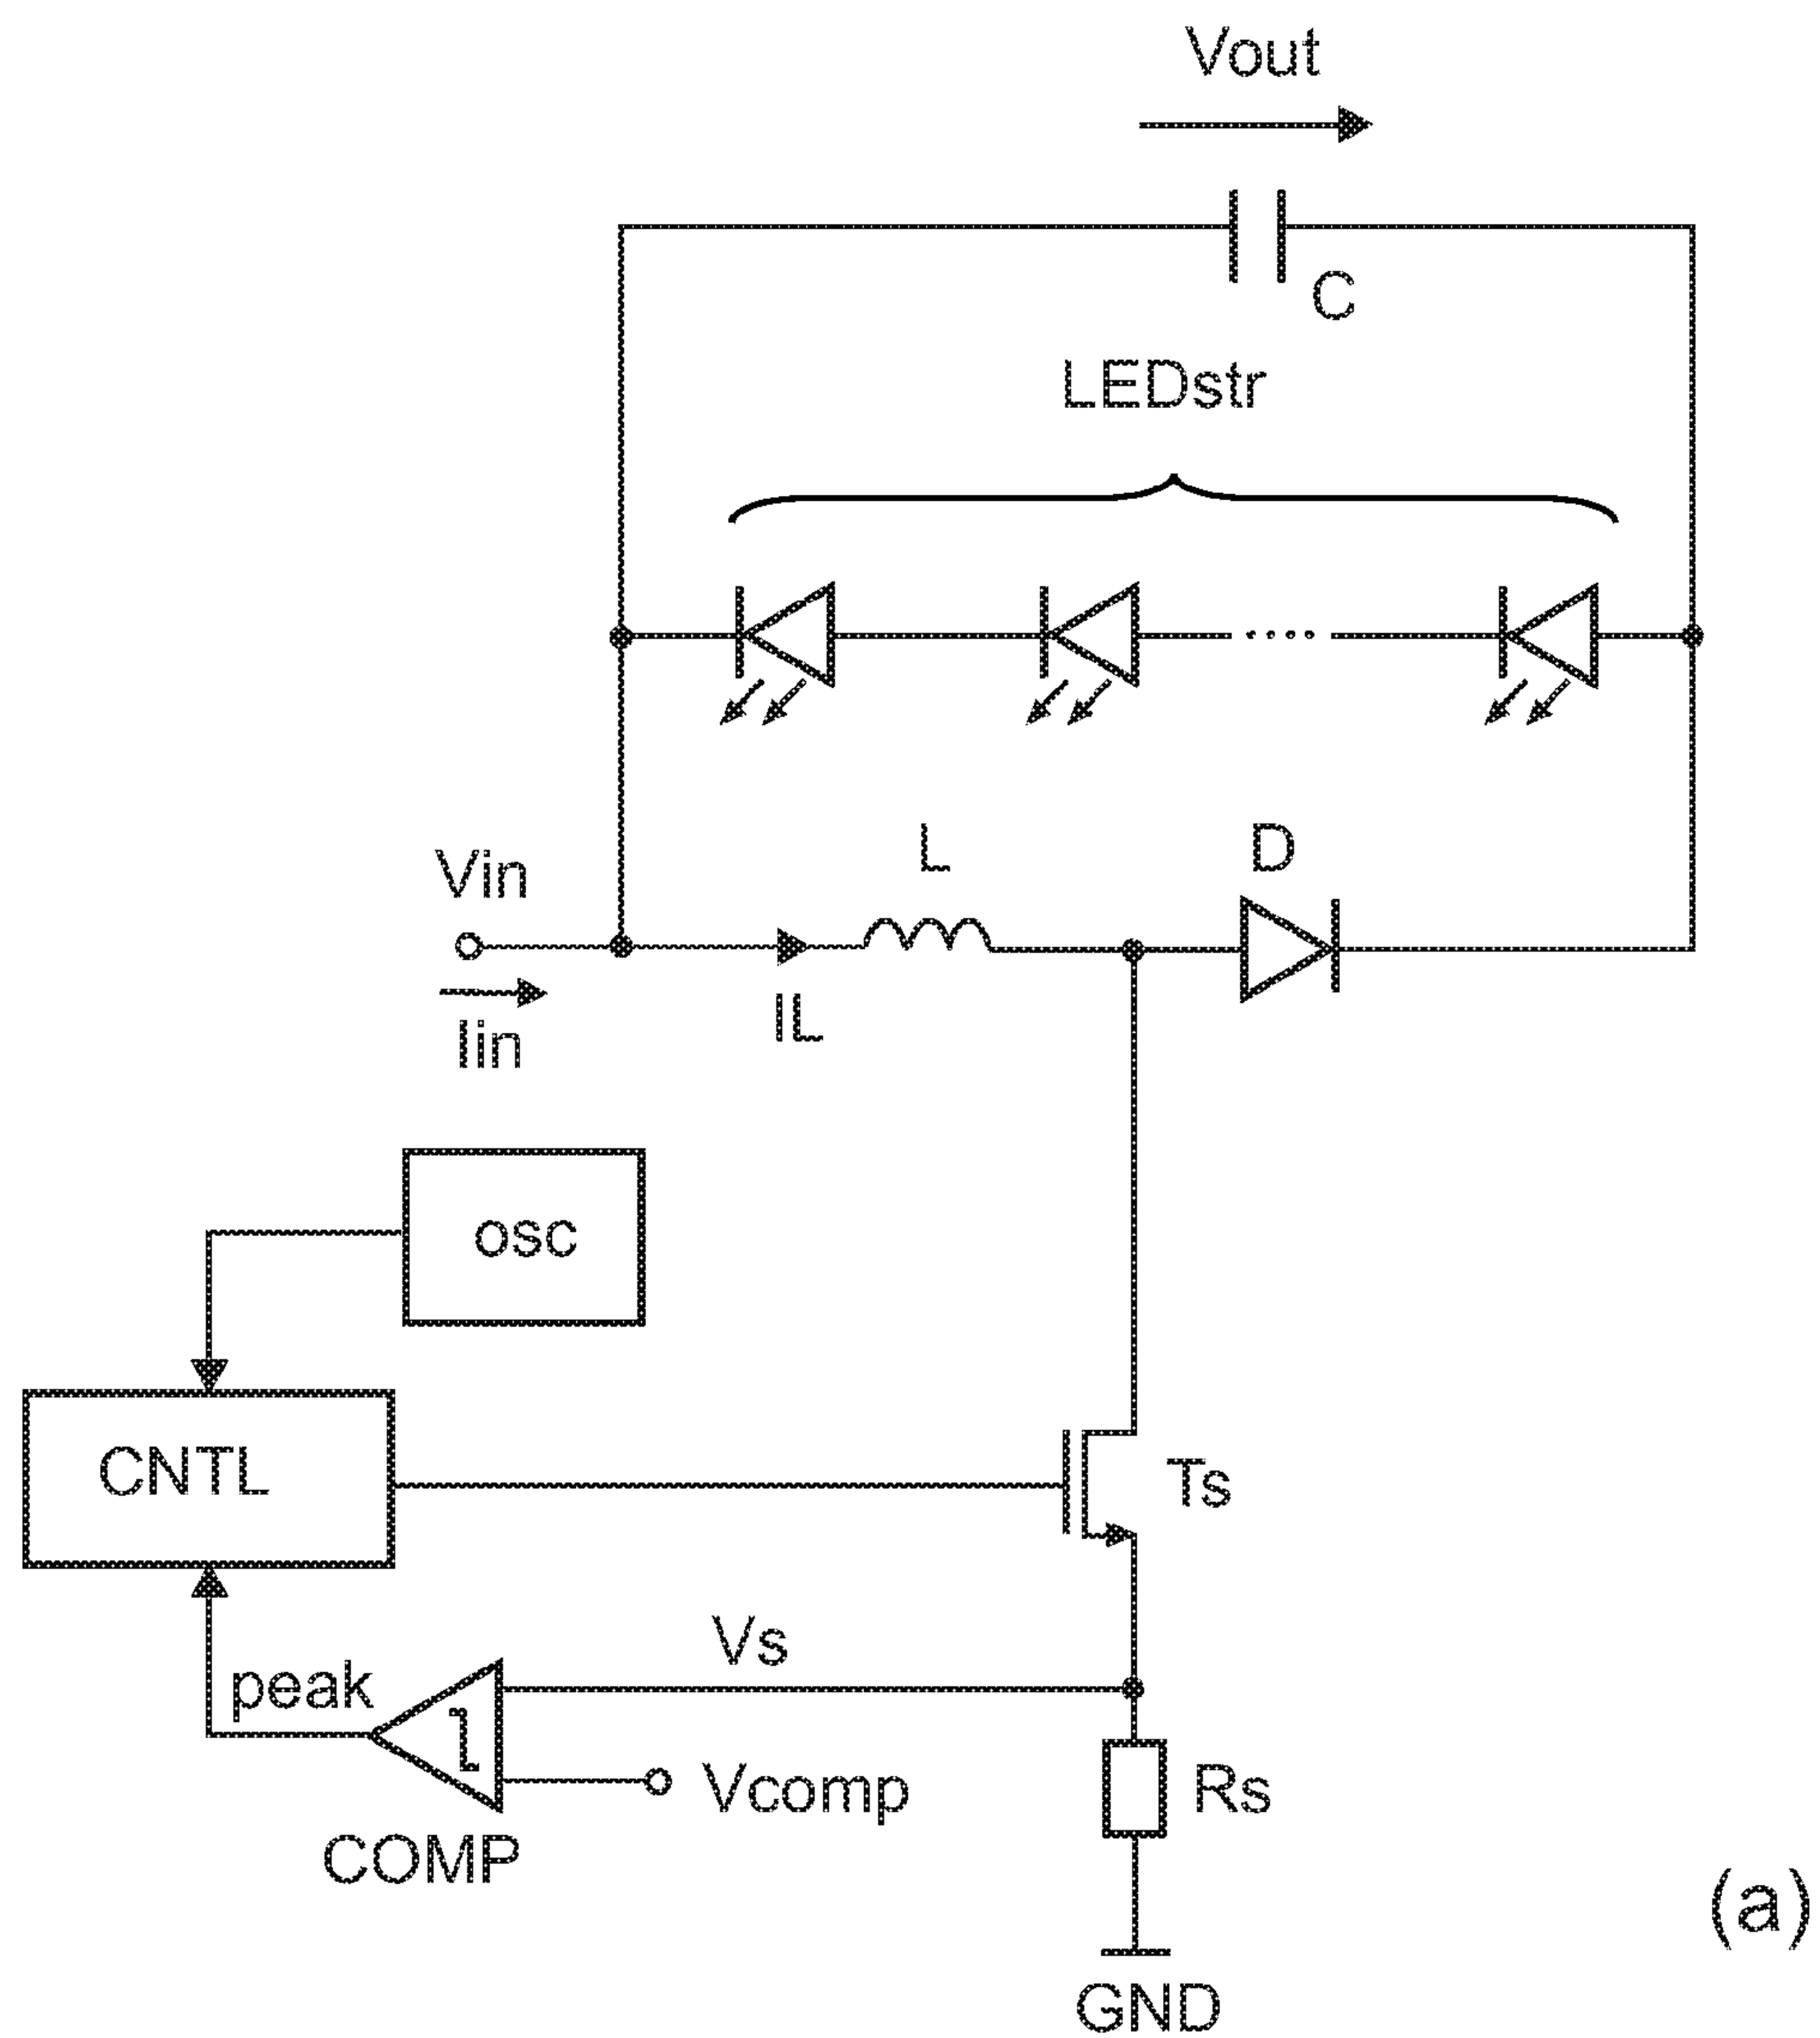 Vout
C
LEDstr
L
D
Vin
IL
Iin
osc
CNTL
Ts
Vs
peak
Vcomp
Rs
COMP
(a)
GND